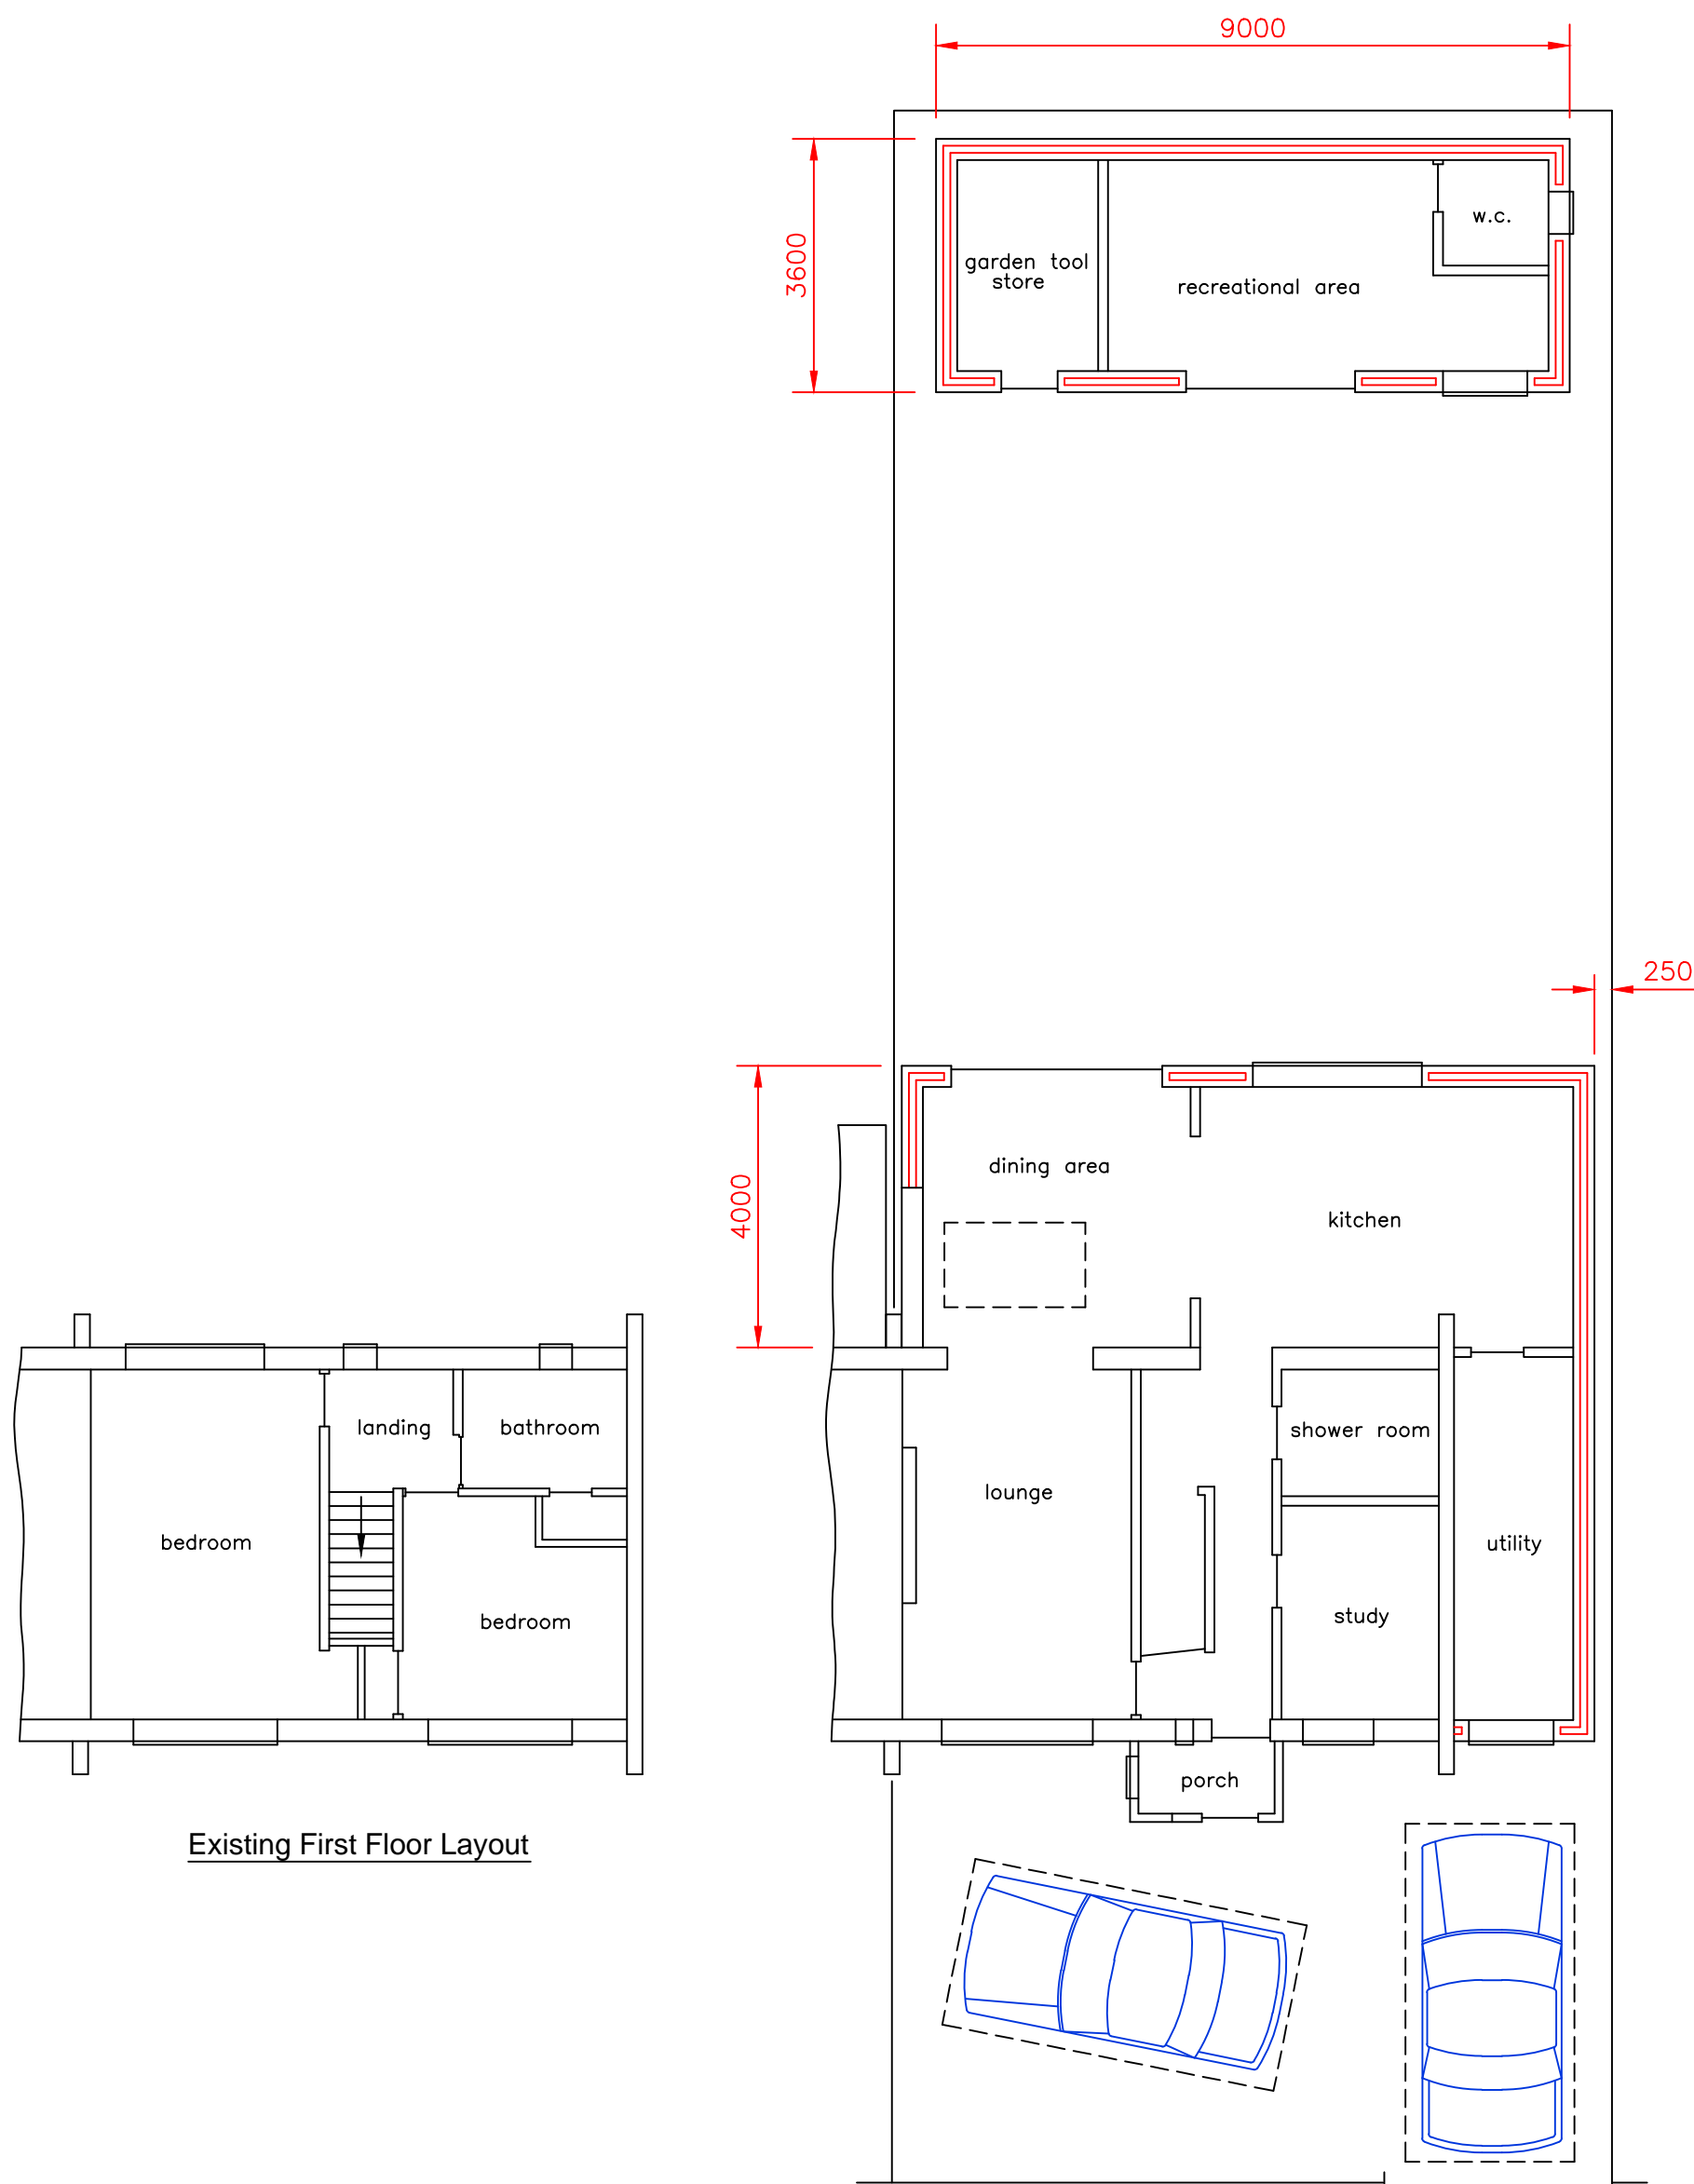 9000
3600
w.c.
garden tool
store
recreational area
250
4000
dining area
kitchen
landing
bathroom
shower room
lounge
bedroom
utility
study
bedroom
porch
Existing First Floor Layout